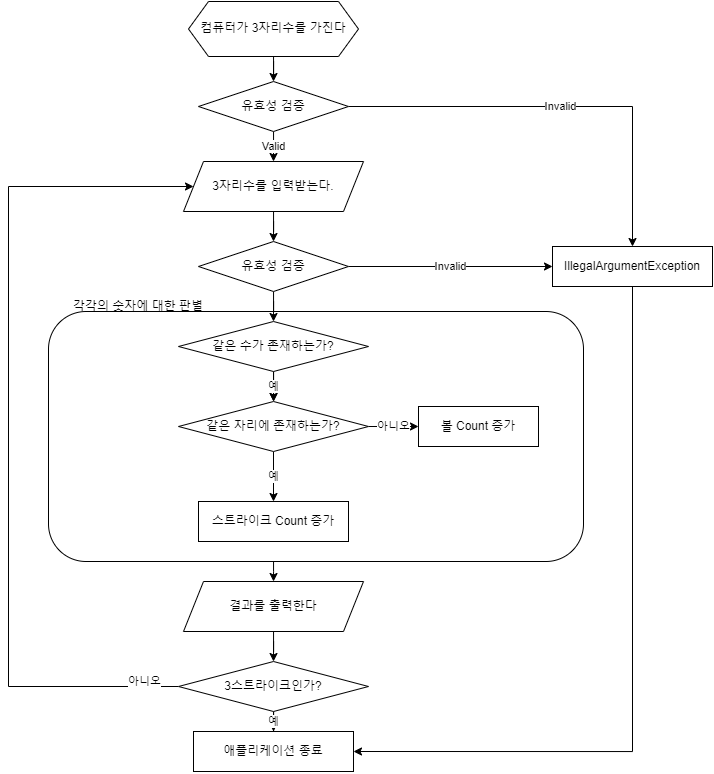 컴퓨터가 3자리수를 가진다
유효성 검증
Invalid
Valid
3자리수를 입력받는다.
유효성 검증
Invalid
IllegalArgumentException
각각의 숫자에 대한 판별
같은 수가 존재하는가?
예
같은 자리에 존재하는가?
아니오
볼 Count 증가
예
스트라이크 Count 증가
결과를 출력한다
아니오
3스트라이크인가?
예
애플리케이션 종료